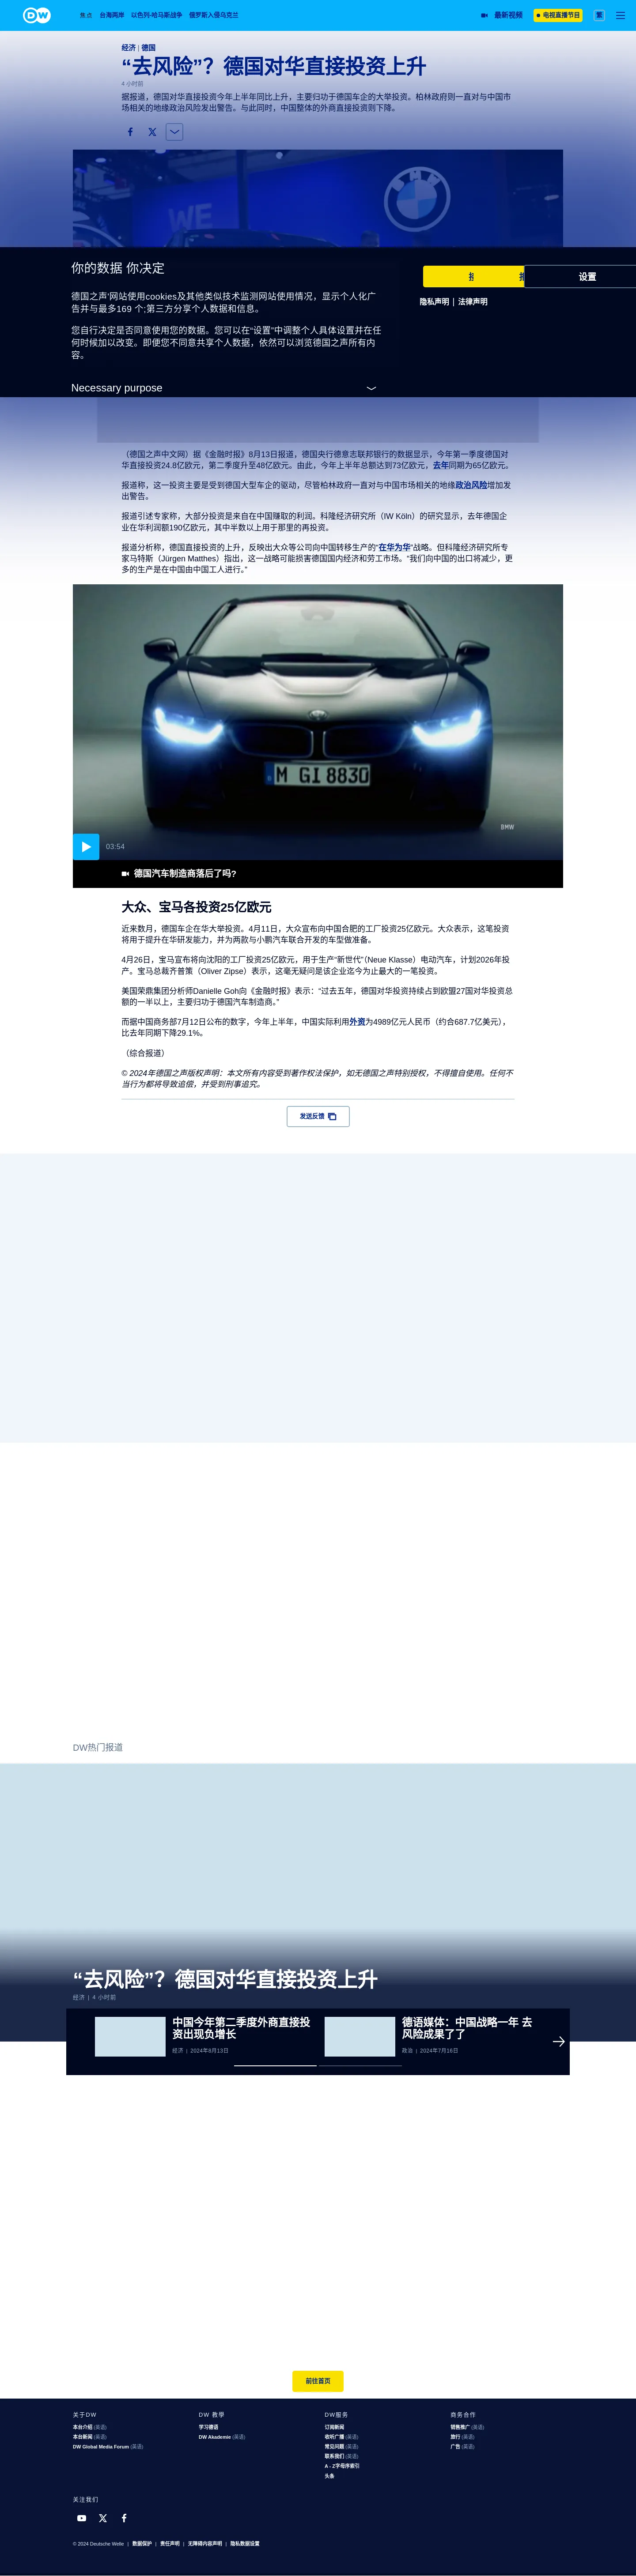 DW
焦点 台海两岸 以色列-哈马斯战争 俄罗斯入侵乌克兰
最新视频 电视直播节目 繁
经济 | 德国
“去风险”？德国对华直接投资上升
4 小时前
据报道，德国对华直接投资今年上半年同比上升，主要归功于德国车企的大举投资。柏林政府则一直对与中国市
场相关的地缘政治风险发出警告。与此同时，中国整体的外商直接投资则下降。
WE
你的数据 你决定
德国之声’网站使用cookies及其他类似技术监测网站使用情况，显示个人化广
告并与最多169 个;第三方分享个人数据和信息。
您自行决定是否同意使用您的数据。您可以在“设置”中调整个人具体设置并在任
何时候加以改变。即便您不同意共享个人数据，依然可以浏览德国之声所有内
容。
设置
隐私声明 | 法律声明
Necessary purpose
（德国之声中文网）据《金融时报》8月13日报道，德国央行德意志联邦银行的数据显示，今年第一季度德国对
华直接投资24.8亿欧元，第二季度升至48亿欧元。由此，今年上半年总额达到73亿欧元，去年同期为65亿欧元。
报道称，这一投资主要是受到德国大型车企的驱动，尽管柏林政府一直对与中国市场相关的地缘政治风险增加发
出警告。
报道引述专家称，大部分投资是来自在中国赚取的利润。科隆经济研究所（IW Köln）的研究显示，去年德国企
业在华利润额190亿欧元，其中半数以上用于那里的再投资。
报道分析称，德国直接投资的上升，反映出大众等公司向中国转移生产的“在华为华”战略。但科隆经济研究所专
家马特斯（Jürgen Matthes）指出，这一战略可能损害德国国内经济和劳工市场。“我们向中国的出口将减少，更
多的生产是在中国由中国工人进行。”
M GI 8830
BMW
03:54
德国汽车制造商落后了吗?
大众、宝马各投资25亿欧元
近来数月，德国车企在华大举投资。4月11日，大众宣布向中国合肥的工厂投资25亿欧元。大众表示，这笔投资
将用于提升在华研发能力，并为两款与小鹏汽车联合开发的车型做准备。
4月26日，宝马宣布将向沈阳的工厂投资25亿欧元，用于生产“新世代”（Neue Klasse）电动汽车，计划2026年投
产。宝马总裁齐普策（Oliver Zipse）表示，这毫无疑问是该企业迄今为止最大的一笔投资。
美国荣鼎集团分析师Danielle Goh向《金融时报》表示：“过去五年，德国对华投资持续占到欧盟27国对华投资总
额的一半以上，主要归功于德国汽车制造商。”
而据中国商务部7月12日公布的数字，今年上半年，中国实际利用外资为4989亿元人民币（约合687.7亿美元），
比去年同期下降29.1%。
（综合报道）
© 2024年德国之声版权声明：本文所有内容受到著作权法保护，如无德国之声特别授权，不得擅自使用。任何不
当行为都将导致追偿，并受到刑事追究。
发送反馈
DW热门报道
“去风险”？德国对华直接投资上升
经济 | 4 小时前
中国今年第二季度外商直接投
资出现负增长
经济 | 2024年8月13日
德语媒体：中国战略一年 去
风险成果了了
政治 | 2024年7月16日
前往首页
关于DW
本台介绍 (英语)
本台新闻 (英语)
DW Global Media Forum (英语)
DW 教學
学习德语
DW Akademie (英语)
DW服务
订阅新闻
收听广播 (英语)
常见问题 (英语)
联系我们 (英语)
A - Z字母序索引
头条
商务合作
销售推广 (英语)
旅行 (英语)
广告 (英语)
关注我们
© 2024 Deutsche Welle | 数据保护 | 责任声明 | 无障碍内容声明 | 隐私数据设置